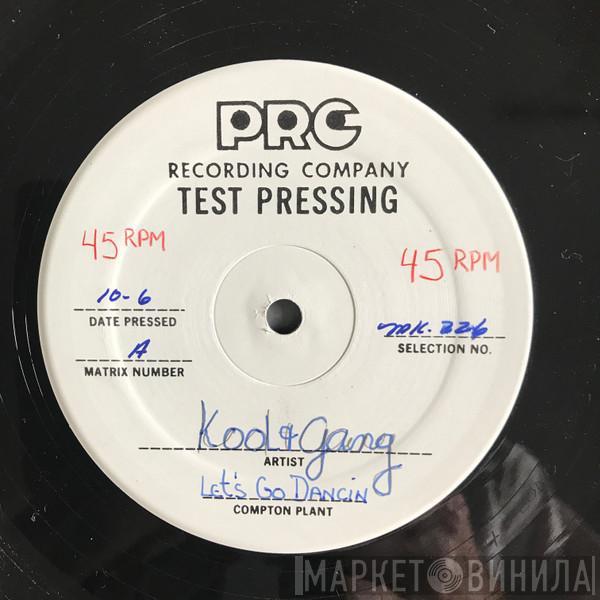 PRC
RECORDING COMPANY
TEST PRESSING
45 RPM
45 RPM
10-6
DATE PRESSED
A
MATRIX NUMBER
SELECTION NO.
Kool & Gang
ARTIST
LET'S GO DANCIN
COMPTON PLANT
МАРКЕТ ВИНИЛА